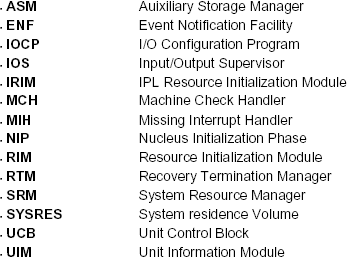 . ASM Auixiliary Storage Manager
. ENF Event Notification Facility
. IOCP I/O Configuration Program
. IOS Input/Output Supervisor
. IRIM IPL Resource Initialization Module
. MCH Machine Check Handler
. MIH Missing Interrupt Handler
. NIP Nucleus Initialization Phase
. RIM Resource Initialization Module
. RTM Recovery Termination Manager
. SRM System Resource Manager
. SYSRES System residence Volume
. UCB Unit Control Block
. UIM Unit Information Module